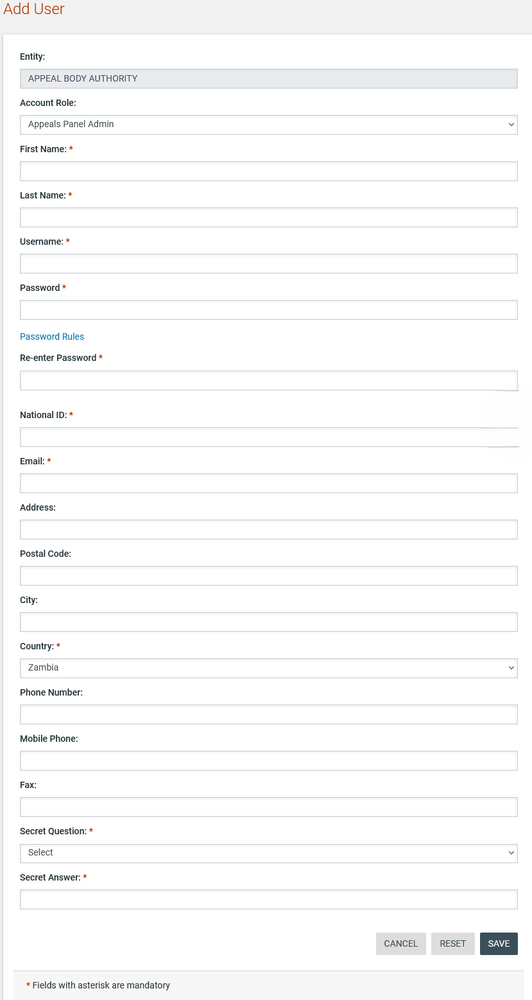 Add User
Entity:
APPEAL BODY AUTHORITY
Account Role:
Appeals Panel Admin
First Name: *
Last Name: *
Username: *
Password *
Password Rules
Re-enter Password *
National ID: *
Email: *
Address:
Postal Code:
City:
Country: *
Zambia
Phone Number:
Mobile Phone:
Fax:
Secret Question: *
Select
Secret Answer: *
CANCEL RESET SAVE
* Fields with asterisk are mandatory